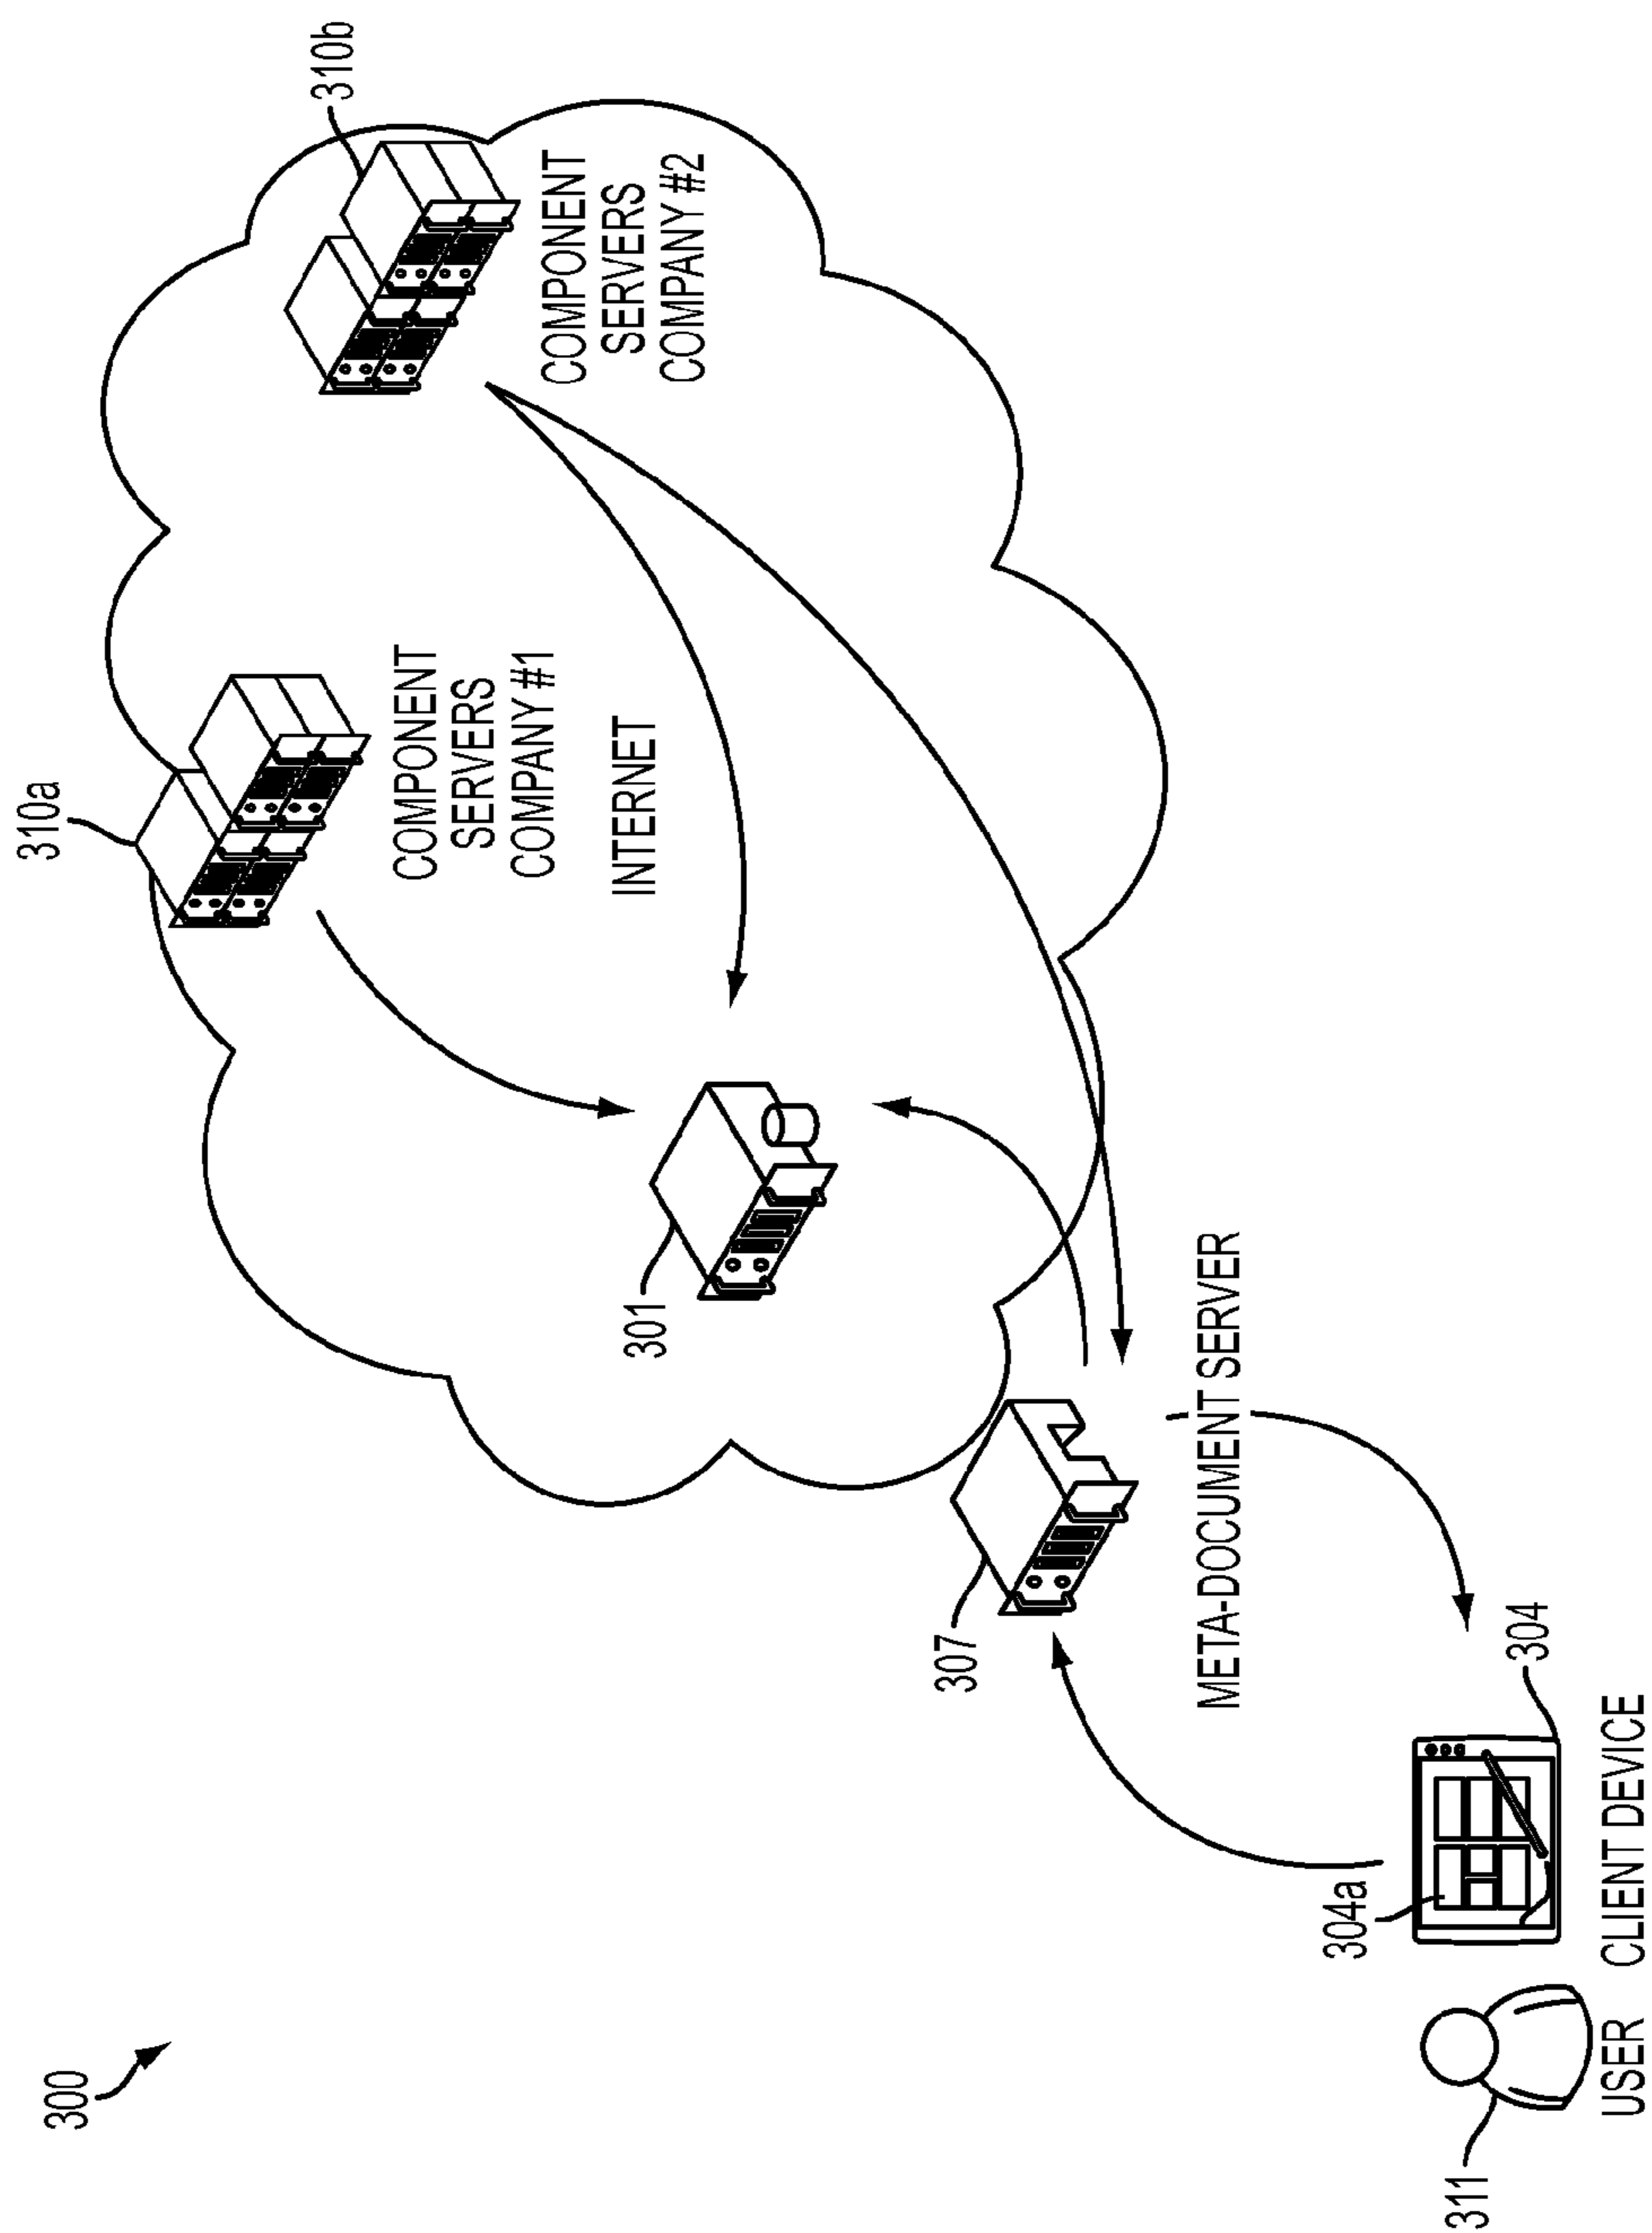 300
310a
310b
COMPONENT
SERVERS
COMPANY #1
COMPONENT
SERVERS
COMPANY #2
INTERNET
301
307
META-DOCUMENT SERVER
304a
304
311
USER
CLIENT DEVICE